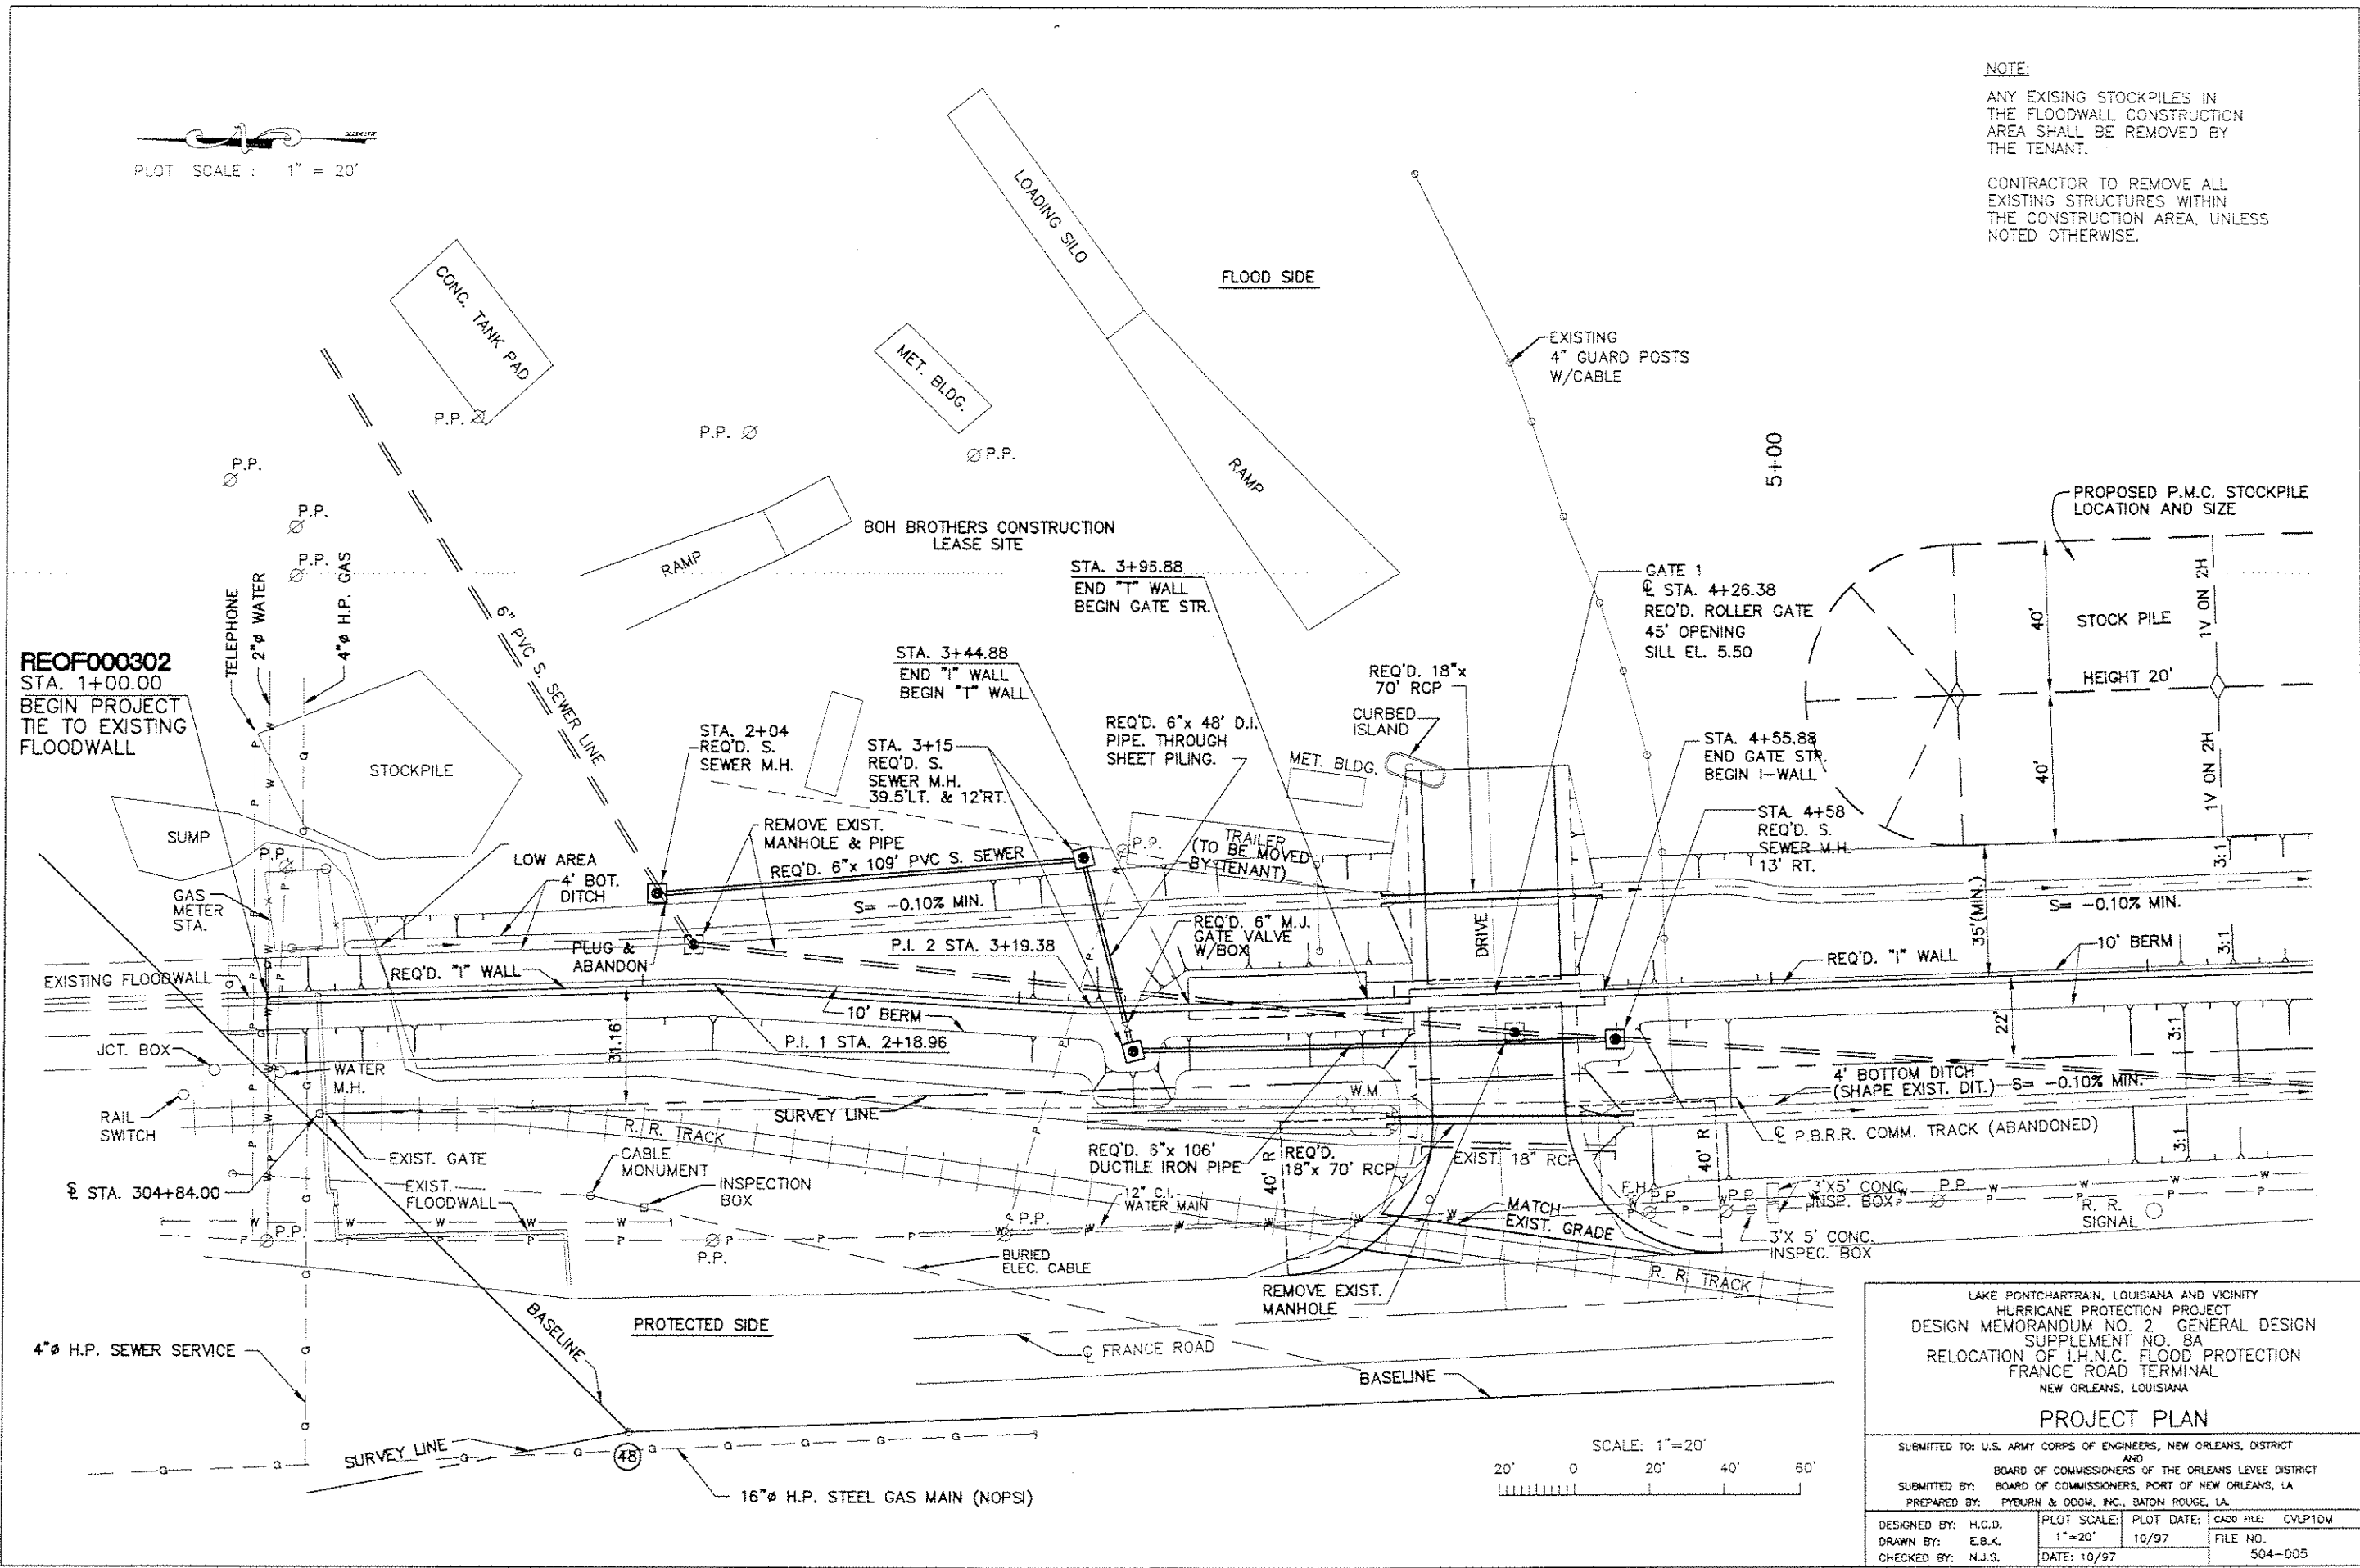 NOTE:
ANY EXISING STOCKPILES IN
THE FLOODWALL CONSTRUCTION
AREA SHALL BE REMOVED BY
THE TENANT.
CONTRACTOR TO REMOVE ALL
EXISTING STRUCTURES WITHIN
THE CONSTRUCTION AREA, UNLESS
NOTED OTHERWISE.
PLOT SCALE : 1" = 20'
LOADING SILO
FLOOD SIDE
CONC. TANK PAD
MET. BLDG.
EXISTING
4" GUARD POSTS
W/CABLE
P.P.
P.P.
P.P.
P.P.
P.P.
P.P.
RAMP
5+00
PROPOSED P.M.C. STOCKPILE
LOCATION AND SIZE
BOH BROTHERS CONSTRUCTION
LEASE SITE
RAMP
STA. 3+95.88
END "T" WALL
BEGIN GATE STR.
GATE 1
℄ STA. 4+26.38
REQ'D. ROLLER GATE
45' OPENING
SILL EL. 5.50
40'
STOCK PILE
1V ON 2H
HEIGHT 20'
40'
1V ON 2H
TELEPHONE
2"ø WATER
4"ø H.P. GAS
6" PVC S. SEWER LINE
REOF000302
STA. 1+00.00
BEGIN PROJECT
TIE TO EXISTING
FLOODWALL
STA. 3+44.88
END "I" WALL
BEGIN "T" WALL
REQ'D. 18"x
70' RCP
CURBED
ISLAND
STOCKPILE
STA. 2+04
REQ'D. S.
SEWER M.H.
STA. 3+15
REQ'D. S.
SEWER M.H.
39.5'LT. & 12'RT.
REQ'D. 6"x 48' D.I.
PIPE. THROUGH
SHEET PILING.
MET. BLDG.
STA. 4+55.88
END GATE STR.
BEGIN I-WALL
SUMP
STA. 4+58
REQ'D. S.
SEWER M.H.
13' RT.
REMOVE EXIST.
MANHOLE & PIPE
P.P.
TRAILER
(TO BE MOVED
BY TENANT)
P.P.
LOW AREA
4' BOT.
DITCH
REQ'D. 6"x 109' PVC S. SEWER
3:1
GAS
METER
STA.
S= -0.10% MIN.
S= -0.10% MIN.
35'(MIN.)
DRIVE
PLUG &
ABANDON
P.I. 2 STA. 3+19.38
REQ'D. 6" M.J.
GATE VALVE
W/BOX
10' BERM
3:1
EXISTING FLOODWALL
REQ'D. "I" WALL
REQ'D. "I" WALL
10' BERM
P.I. 1 STA. 2+18.96
31.16'
22'
3:1
JCT. BOX
WATER
M.H.
4' BOTTOM DITCH
(SHAPE EXIST. DIT.) S= -0.10% MIN.
W.M.
RAIL
SWITCH
SURVEY LINE
R. R. TRACK
℄ P.B.R.R. COMM. TRACK (ABANDONED)
3:1
EXIST. GATE
CABLE
MONUMENT
REQ'D. 6"x 106'
DUCTILE IRON PIPE
40' R
REQ'D.
18"x 70' RCP
EXIST. 18" RCP
40' R
℄ STA. 304+84.00
EXIST.
FLOODWALL
INSPECTION
BOX
12" C.I.
WATER MAIN
F.H.
P.P.
P.P.
3'X5' CONC.
INSP. BOX
P.P.
R. R.
SIGNAL
P.P.
P.P.
P.P.
MATCH
EXIST. GRADE
3'X 5' CONC.
INSPEC. BOX
BURIED
ELEC. CABLE
R. R. TRACK
REMOVE EXIST.
MANHOLE
BASELINE
PROTECTED SIDE
4"ø H.P. SEWER SERVICE
℄ FRANCE ROAD
BASELINE
SURVEY LINE
48
16"ø H.P. STEEL GAS MAIN (NOPSI)
SCALE: 1"=20'
20' 0 20' 40' 60'
LAKE PONTCHARTRAIN, LOUISIANA AND VICINITY
HURRICANE PROTECTION PROJECT
DESIGN MEMORANDUM NO. 2 GENERAL DESIGN
SUPPLEMENT NO. 8A
RELOCATION OF I.H.N.C. FLOOD PROTECTION
FRANCE ROAD TERMINAL
NEW ORLEANS, LOUISIANA
PROJECT PLAN
SUBMITTED TO: U.S. ARMY CORPS OF ENGINEERS, NEW ORLEANS, DISTRICT
AND
BOARD OF COMMISSIONERS OF THE ORLEANS LEVEE DISTRICT
SUBMITTED BY: BOARD OF COMMISSIONERS, PORT OF NEW ORLEANS, LA
PREPARED BY: PYBURN & ODOM, INC., BATON ROUGE, LA.
DESIGNED BY: H.C.D.
DRAWN BY: E.B.K.
CHECKED BY: N.J.S.
PLOT SCALE: 1"=20'
PLOT DATE: 10/97
DATE: 10/97
CADD FILE: CVLP1DM
FILE NO. 504-005